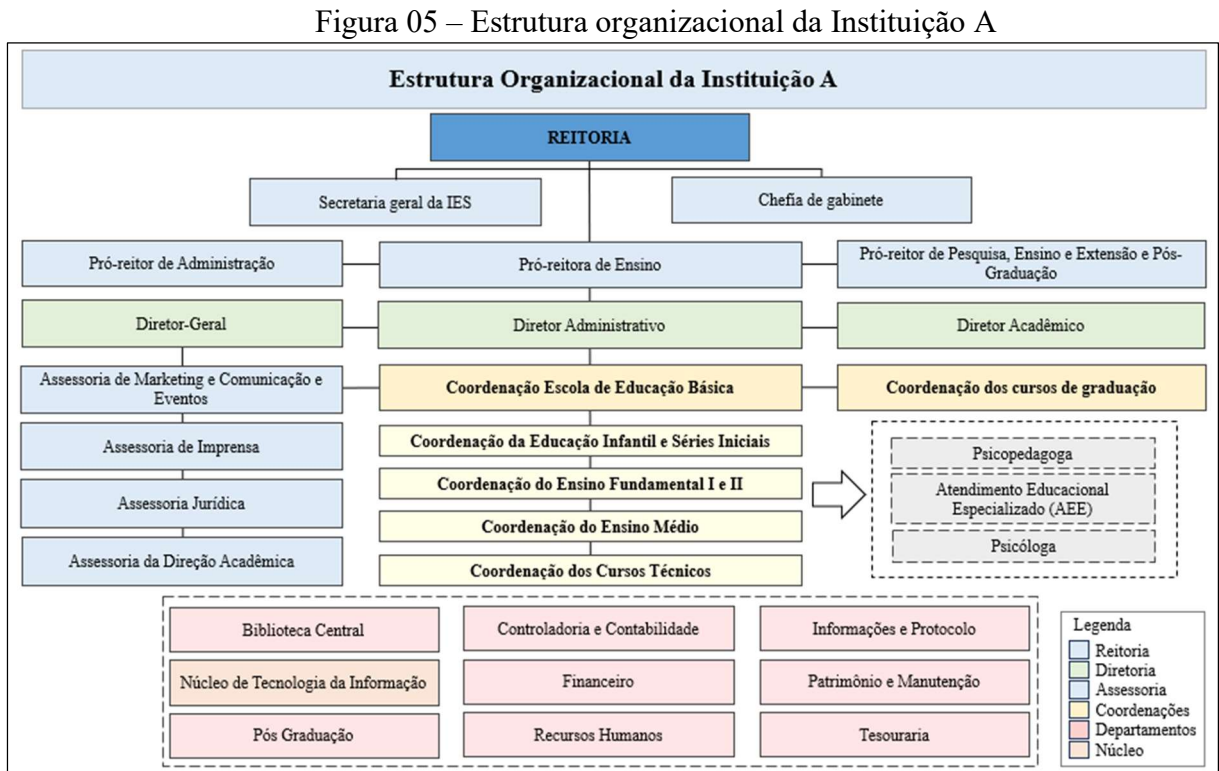 Figura 05 – Estrutura organizacional da Instituição A
Estrutura Organizacional da Instituição A
REITORIA
Secretaria geral da IES
Chefia de gabinete
Pró-reitor de Administração
Pró-reitora de Ensino
Pró-reitor de Pesquisa, Ensino e Extensão e Pós-
Graduação
Diretor-Geral
Diretor Administrativo
Diretor Acadêmico
Assessoria de Marketing e Comunicação e
Eventos
Coordenação Escola de Educação Básica
Coordenação dos cursos de graduação
Assessoria de Imprensa
Assessoria Jurídica
Assessoria da Direção Acadêmica
Coordenação da Educação Infantil e Séries Iniciais
Coordenação do Ensino Fundamental I e II
Coordenação do Ensino Médio
Coordenação dos Cursos Técnicos
Psicopedagoga
Atendimento Educacional
Especializado (AEE)
Psicóloga
Biblioteca Central
Controladoria e Contabilidade
Informações e Protocolo
Núcleo de Tecnologia da Informação
Financeiro
Patrimônio e Manutenção
Pós Graduação
Recursos Humanos
Tesouraria
Legenda
Reitoria
Diretoria
Assessoria
Coordenações
Departamentos
Núcleo